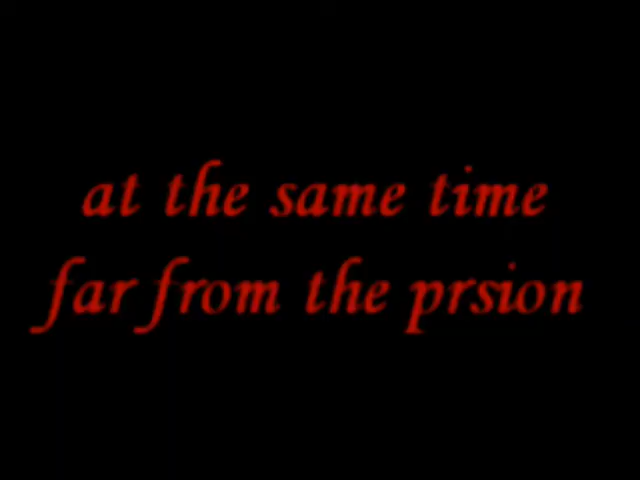 at the same time
far from the prsion